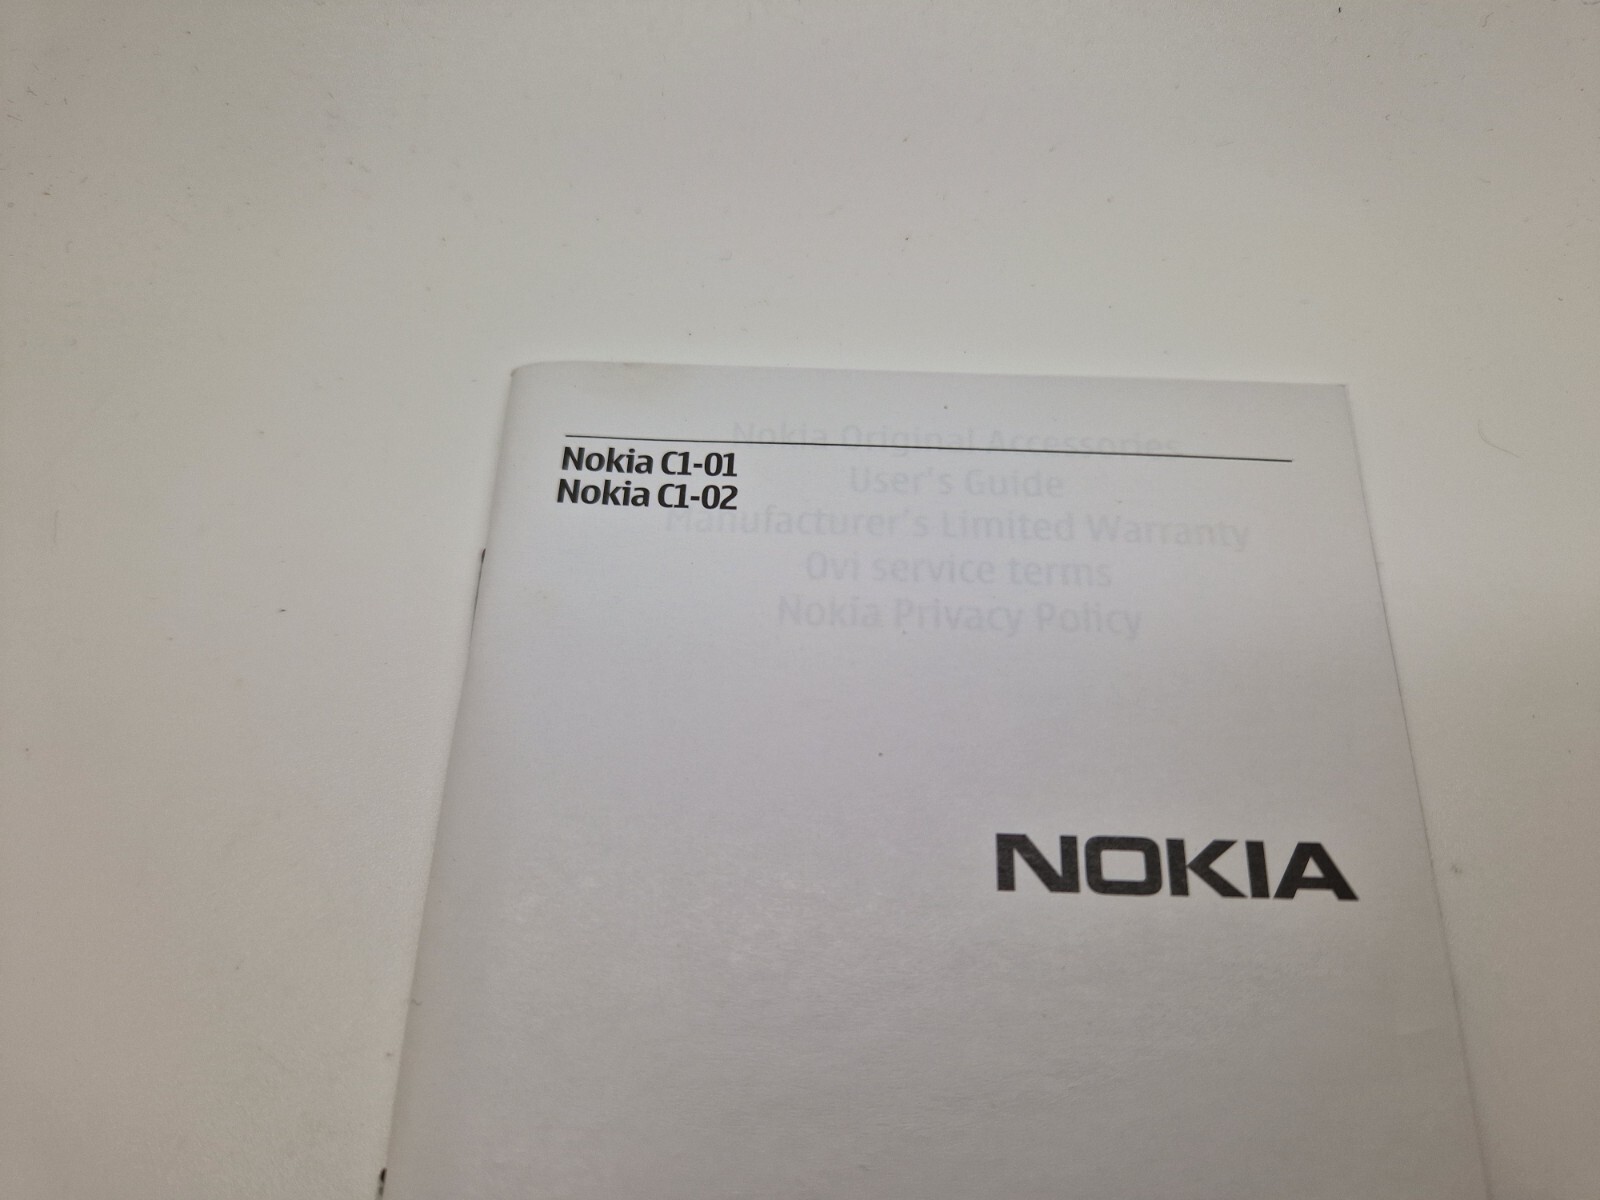 Nokia C1-01
Nokia C1-02
Nokia Original Accessories
User's Guide
Manufacturer's Limited Warranty
Ovi service terms
Nokia Privacy Policy
NOKIA